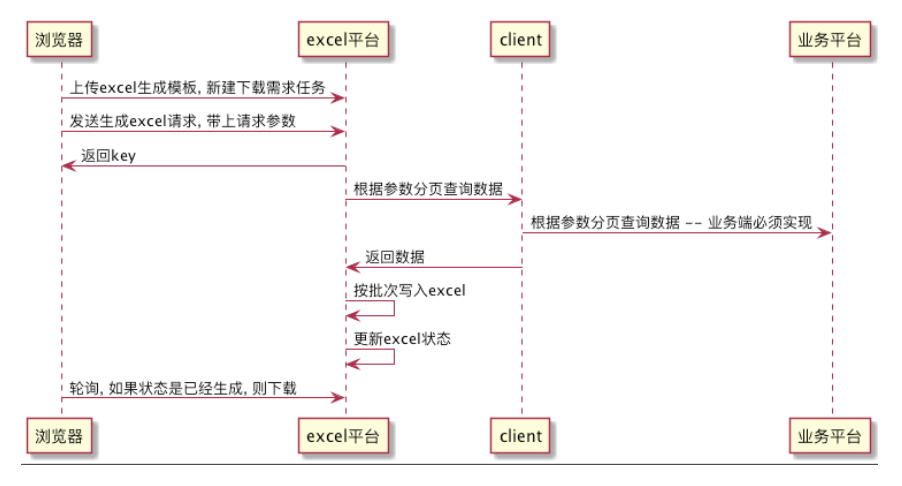 浏览器
excel平台
client
业务平台
上传excel生成模板, 新建下载需求任务
发送生成excel请求, 带上请求参数
返回key
根据参数分页查询数据
根据参数分页查询数据 -- 业务端必须实现
返回数据
按批次写入excel
更新excel状态
轮询, 如果状态是已经生成, 则下载
浏览器
excel平台
client
业务平台